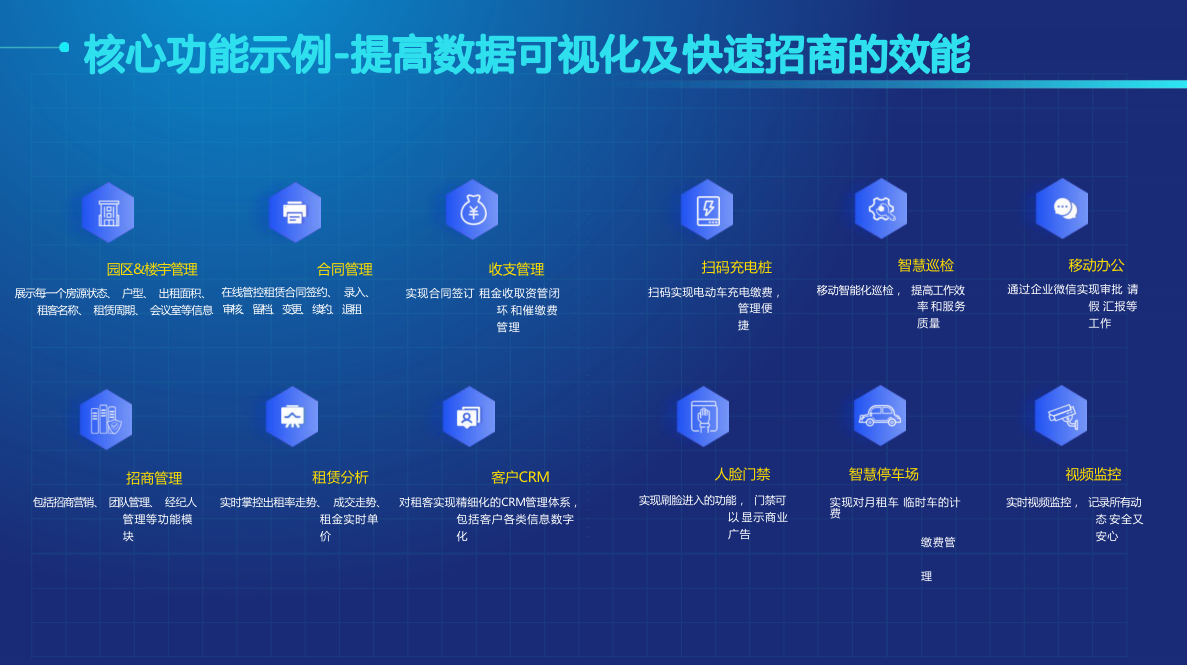 核心功能示例-提高数据可视化及快速招商的效能
园区&楼宇管理
展示每一个房源状态、 户型、 出租面积、
租客名称、 租赁周期、 会议室等信息
合同管理
在线管控租赁合同签约、 录入、
审核、 留档、 变更、 续约、 退租
收支管理
实现合同签订 租金收取资管闭
环 和催缴费
管理
扫码充电桩
扫码实现电动车充电缴费，
管理便
捷
智慧巡检
移动智能化巡检， 提高工作效
率 和服务
质量
移动办公
通过企业微信实现审批 请
假 汇报等
工作
招商管理
包括招商营销、 团队管理、 经纪人
管理等功能模
块
租赁分析
实时掌控出租率走势、 成交走势、
租金实时单
价
客户CRM
对租客实现精细化的CRM管理体系，
包括客户各类信息数字
化
人脸门禁
实现刷脸进入的功能， 门禁可
以 显示商业
广告
智慧停车场
实现对月租车 临时车的计
费
缴费管
理
视频监控
实时视频监控， 记录所有动
态 安全又
安心